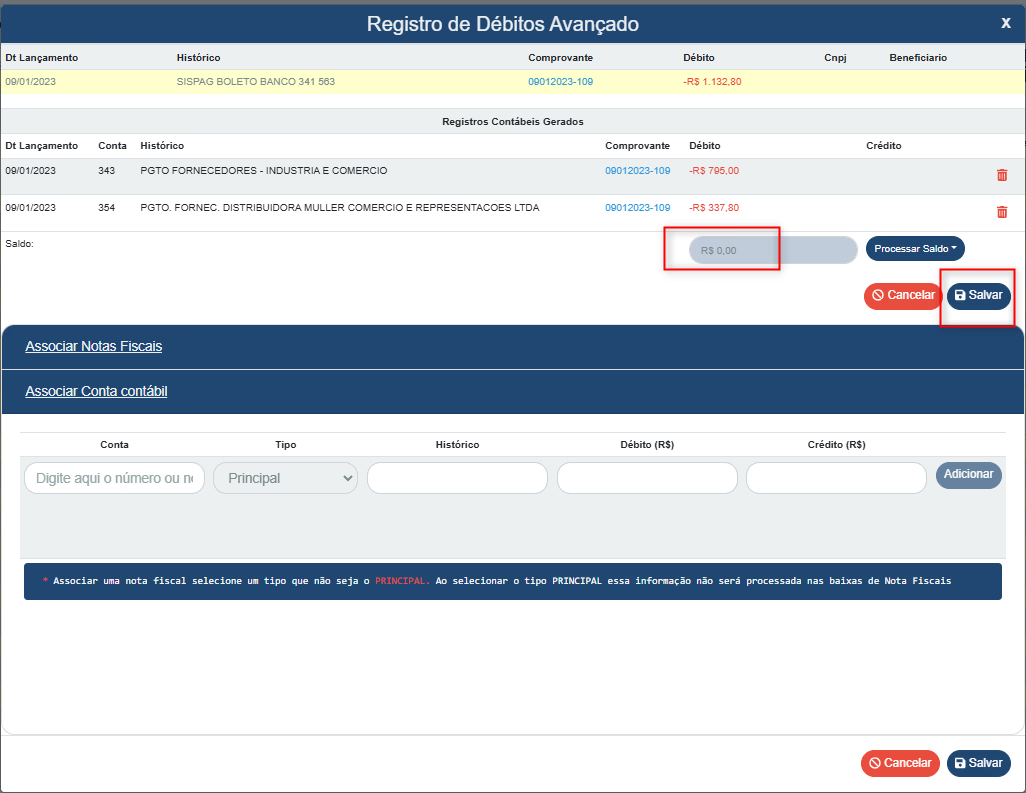 Registro de Débitos Avançado x
Dt Lançamento Histórico Comprovante Débito Cnpj Beneficiario
09/01/2023 SISPAG BOLETO BANCO 341 563 09012023-109 -R$ 1.132,80
Registros Contábeis Gerados
Dt Lançamento Conta Histórico Comprovante Débito Crédito
09/01/2023 343 PGTO FORNECEDORES - INDUSTRIA E COMERCIO 09012023-109 -R$ 795,00
09/01/2023 354 PGTO. FORNEC. DISTRIBUIDORA MULLER COMERCIO E REPRESENTACOES LTDA 09012023-109 -R$ 337,80
Saldo: R$ 0,00 Processar Saldo
Cancelar Salvar
Associar Notas Fiscais
Associar Conta contábil
Conta Tipo Histórico Débito (R$) Crédito (R$)
Digite aqui o número ou no Principal Adicionar
* Associar uma nota fiscal selecione um tipo que não seja o PRINCIPAL. Ao selecionar o tipo PRINCIPAL essa informação não será processada nas baixas de Nota Fiscais
Cancelar Salvar